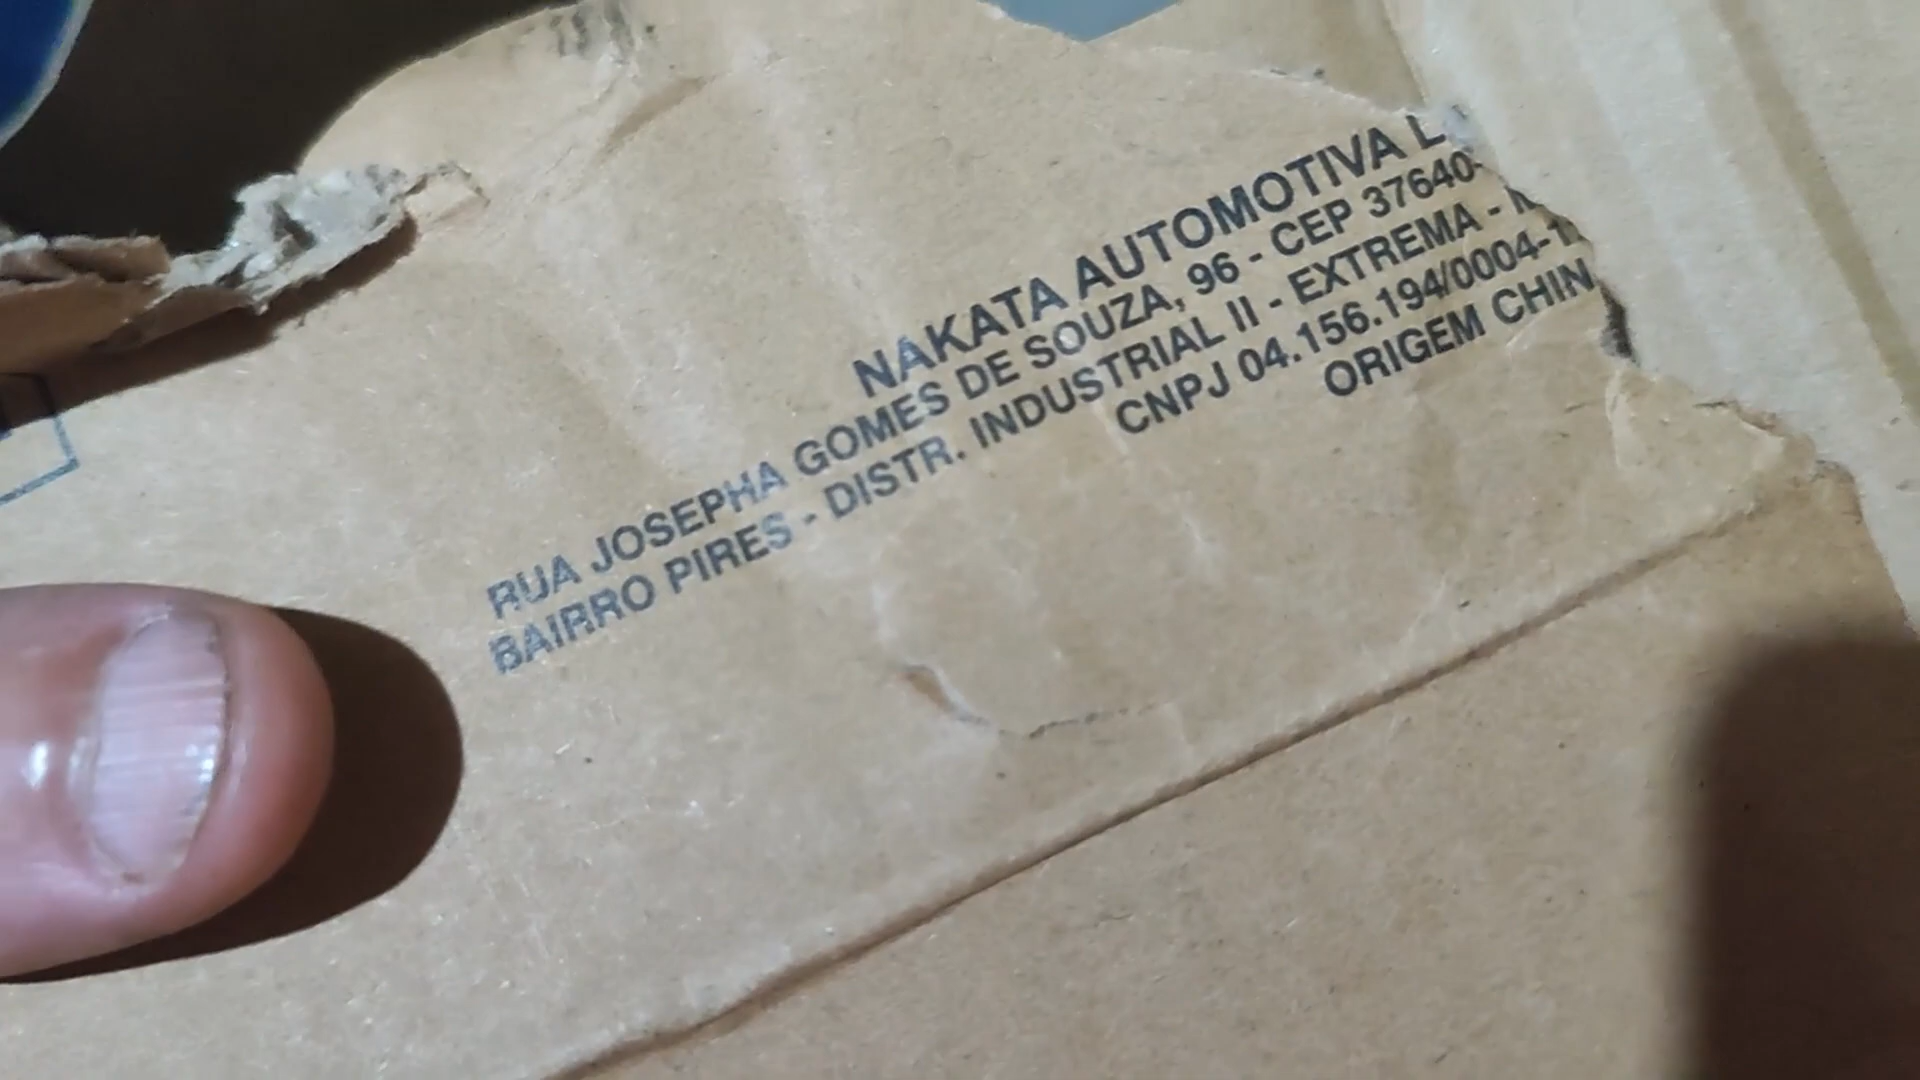 NAKATA AUTOMOTIVA L
RUA JOSEPHA GOMES DE SOUZA, 96 - CEP 37640-
BAIRRO PIRES - DISTR. INDUSTRIAL II - EXTREMA -
CNPJ 04.156.194/0004-1
ORIGEM CHIN